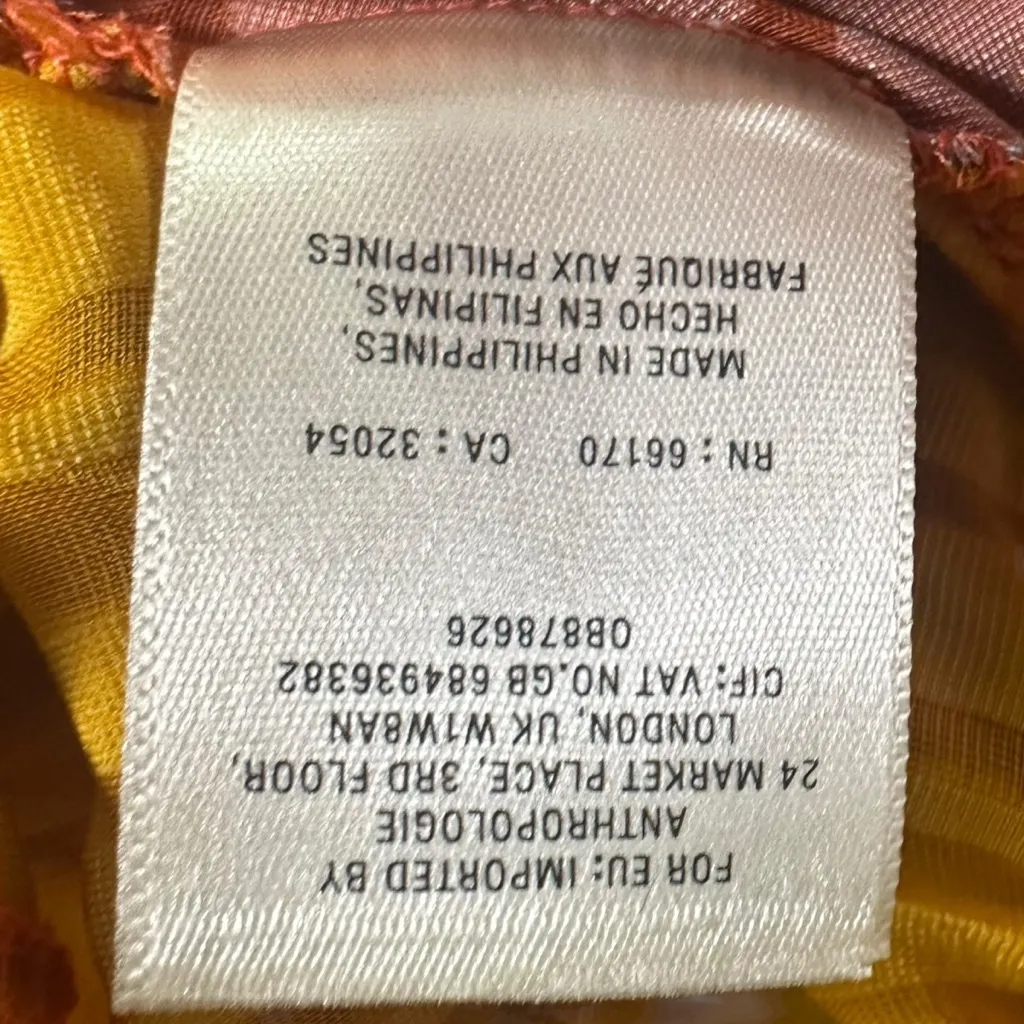 FOR EU: IMPORTED BY
ANTHROPOLOGIE
24 MARKET PLACE, 3RD FLOOR,
LONDON, UK W1W8AN
CIF: VAT NO.GB 684936382
OB878626
RN : 66170 CA : 32054
MADE IN PHILIPPINES,
HECHO EN FILIPINAS,
FABRIQUÉ AUX PHILIPPINES